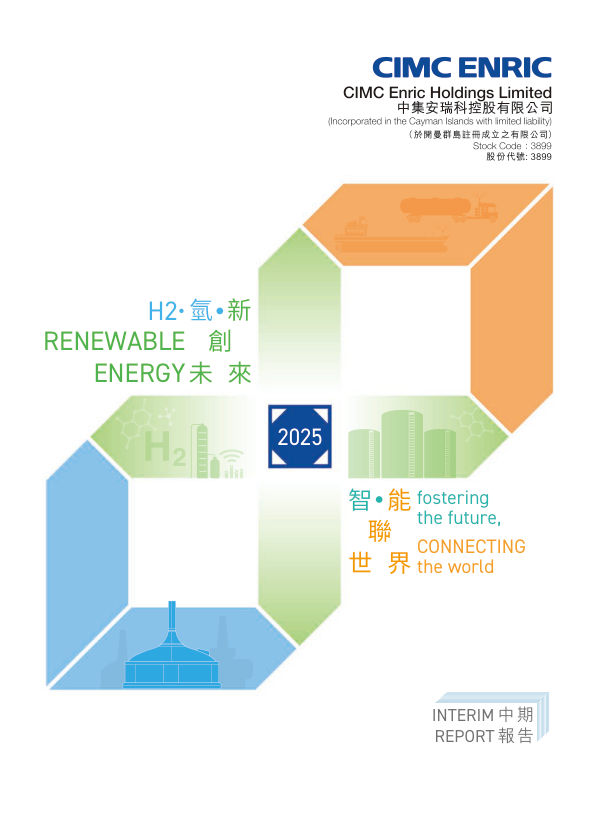 CIMC ENRIC
CIMC Enric Holdings Limited
中集安瑞科控股有限公司
(Incorporated in the Cayman Islands with limited liability)
（於開曼群島註冊成立之有限公司）
Stock Code：3899
股份代號: 3899
H2·氫•新
RENEWABLE 創
ENERGY 未 來
H2
2025
智•能 fostering
the future,
聯
CONNECTING
世 界 the world
INTERIM 中期
REPORT 報告